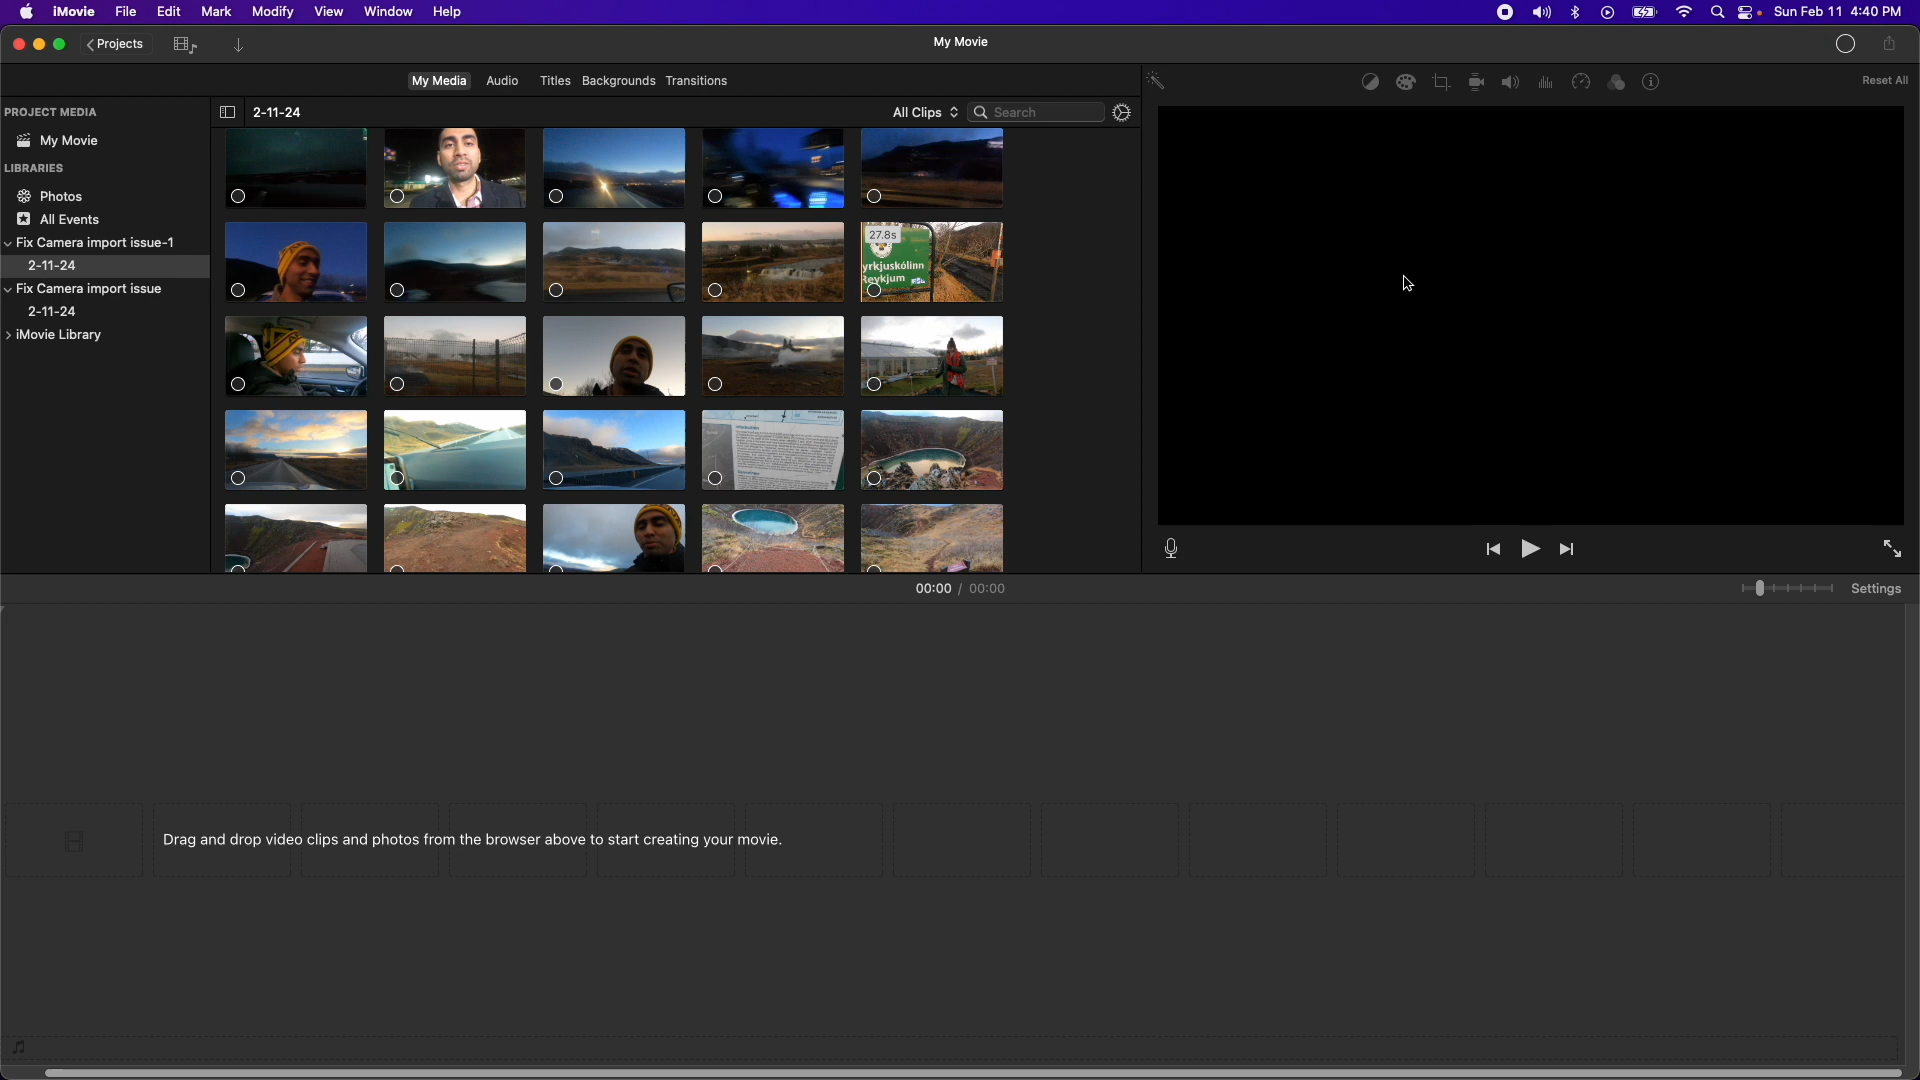 iMovie File Edit Mark Modify View Window Help
Sun Feb 11 4:40 PM
Projects
My Movie
My Media Audio Titles Backgrounds Transitions
Reset All
PROJECT MEDIA
2-11-24
All Clips
Search
My Movie
LIBRARIES
Photos
All Events
Fix Camera import issue-1
2-11-24
Fix Camera import issue
2-11-24
iMovie Library
27.8s
yrkjuskólinn
Reykjum
00:00 / 00:00
Settings
Drag and drop video clips and photos from the browser above to start creating your movie.